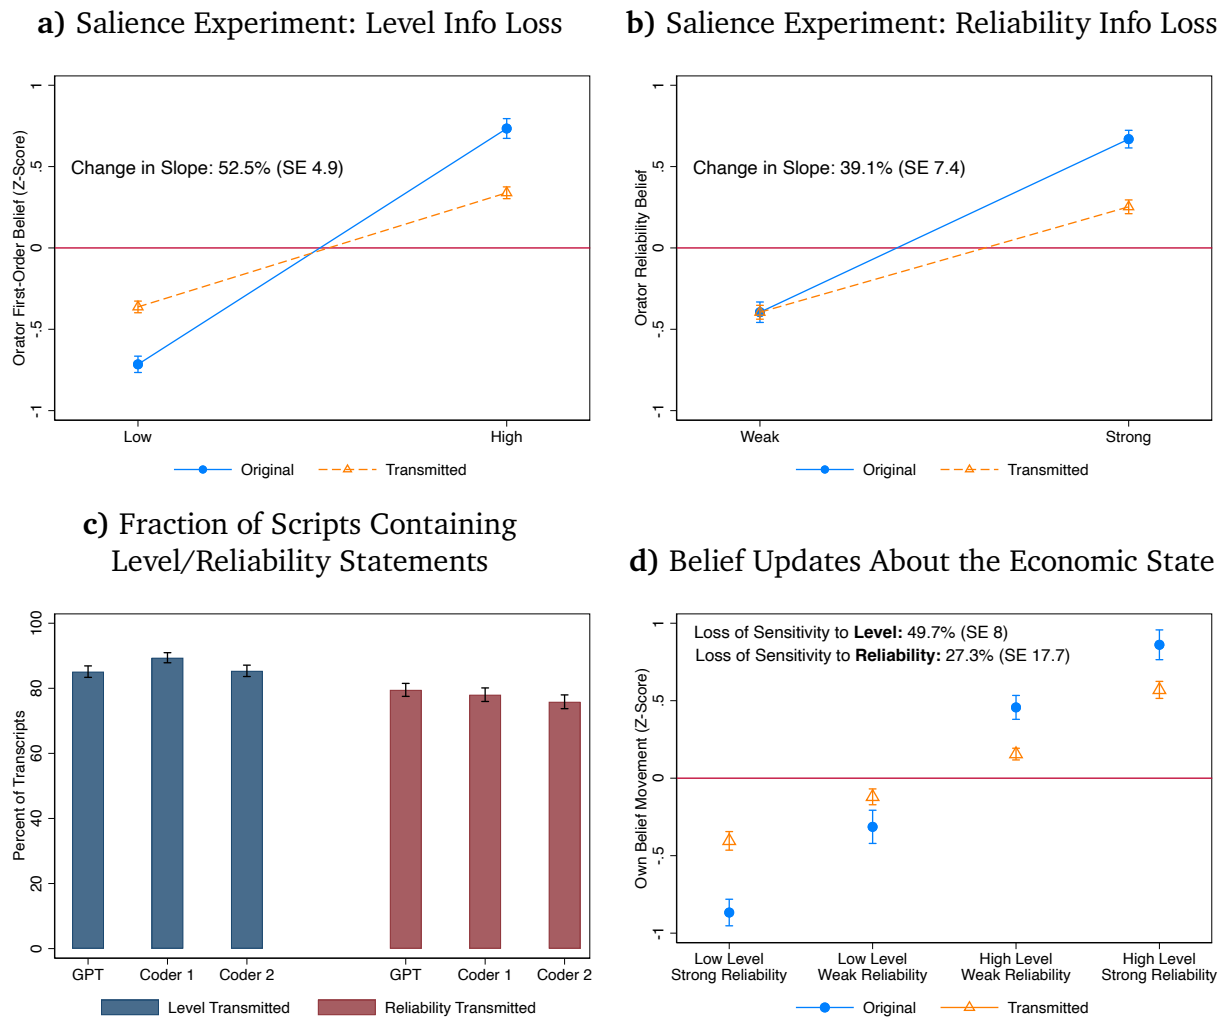 a) Salience Experiment: Level Info Loss
Orator First-Order Belief (Z-Score)
1
.5
0
-.5
-1
Change in Slope: 52.5% (SE 4.9)
Low High
Original Transmitted
b) Salience Experiment: Reliability Info Loss
Orator Reliability Belief
1
.5
0
-.5
-1
Change in Slope: 39.1% (SE 7.4)
Weak Strong
Original Transmitted
c) Fraction of Scripts Containing
Level/Reliability Statements
Percent of Transcripts
100
80
60
40
20
0
GPT Coder 1 Coder 2 GPT Coder 1 Coder 2
Level Transmitted Reliability Transmitted
d) Belief Updates About the Economic State
Own Belief Movement (Z-Score)
1
.5
0
-.5
-1
Loss of Sensitivity to Level: 49.7% (SE 8)
Loss of Sensitivity to Reliability: 27.3% (SE 17.7)
Low Level Low Level High Level High Level
Strong Reliability Weak Reliability Weak Reliability Strong Reliability
Original Transmitted